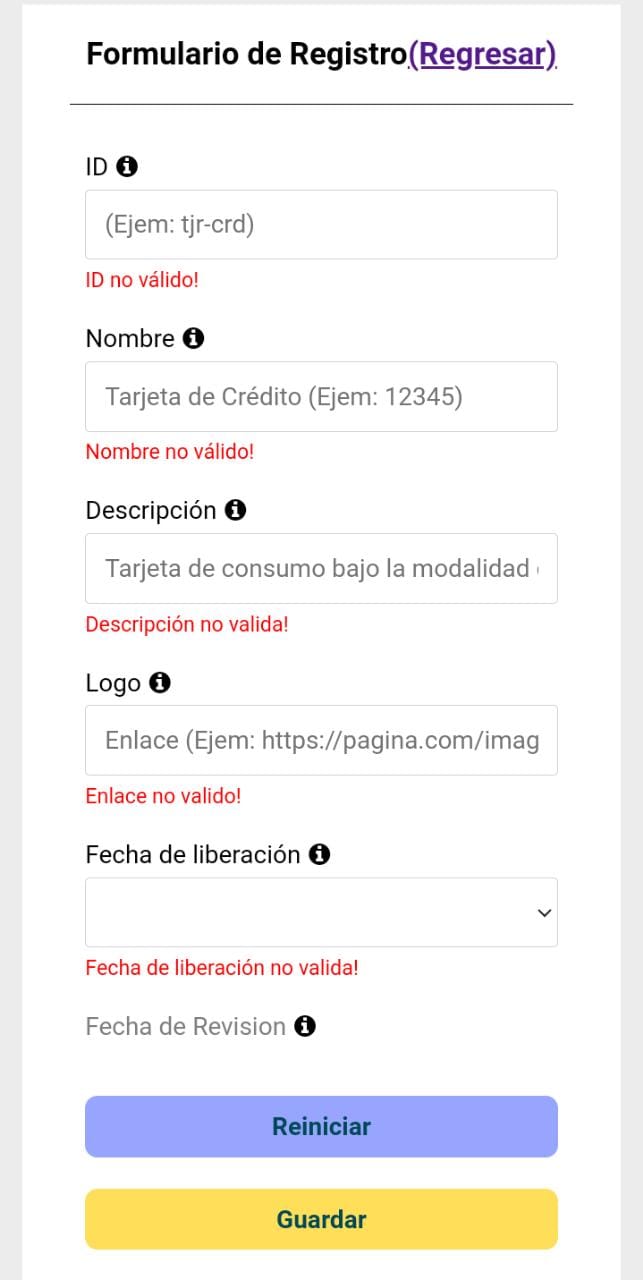 Formulario de Registro(Regresar)
ID
(Ejem: tjr-crd)
ID no válido!
Nombre
Tarjeta de Crédito (Ejem: 12345)
Nombre no válido!
Descripción
Tarjeta de consumo bajo la modalidad
Descripción no valida!
Logo
Enlace (Ejem: https://pagina.com/imag
Enlace no valido!
Fecha de liberación
Fecha de liberación no valida!
Fecha de Revision
Reiniciar
Guardar